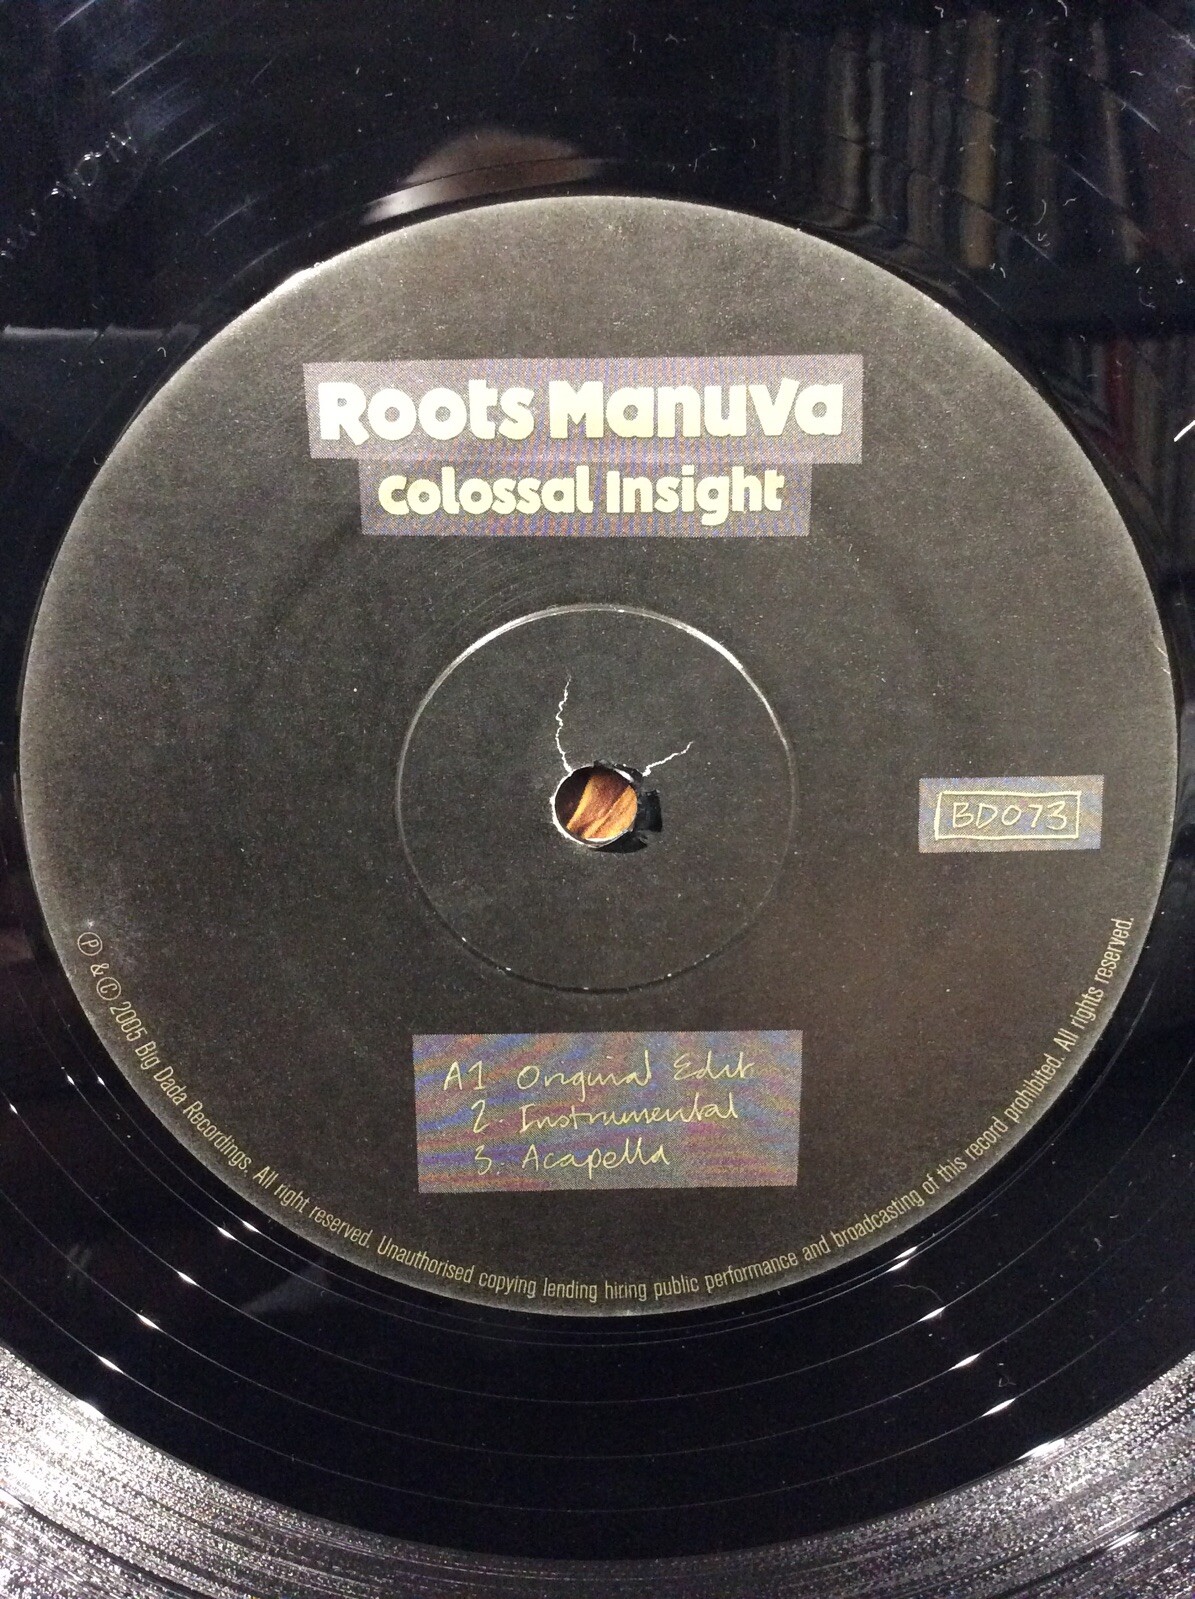 Roots Manuva
Colossal Insight
BD073
A1 Original Edit
2. Instrumental
3. Acapella
Ⓟ & © 2005 Big Dada Recordings. All right reserved. Unauthorised copying lending hiring public performance and broadcasting of this record prohibited. All rights reserved.